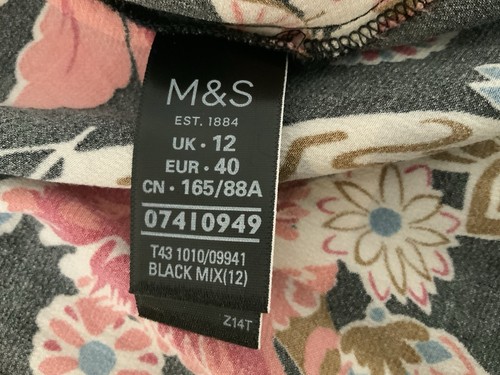 M&S
EST. 1884
UK • 12
EUR • 40
CN • 165/88A
07410949
T43 1010/09941
BLACK MIX(12)
Z14T